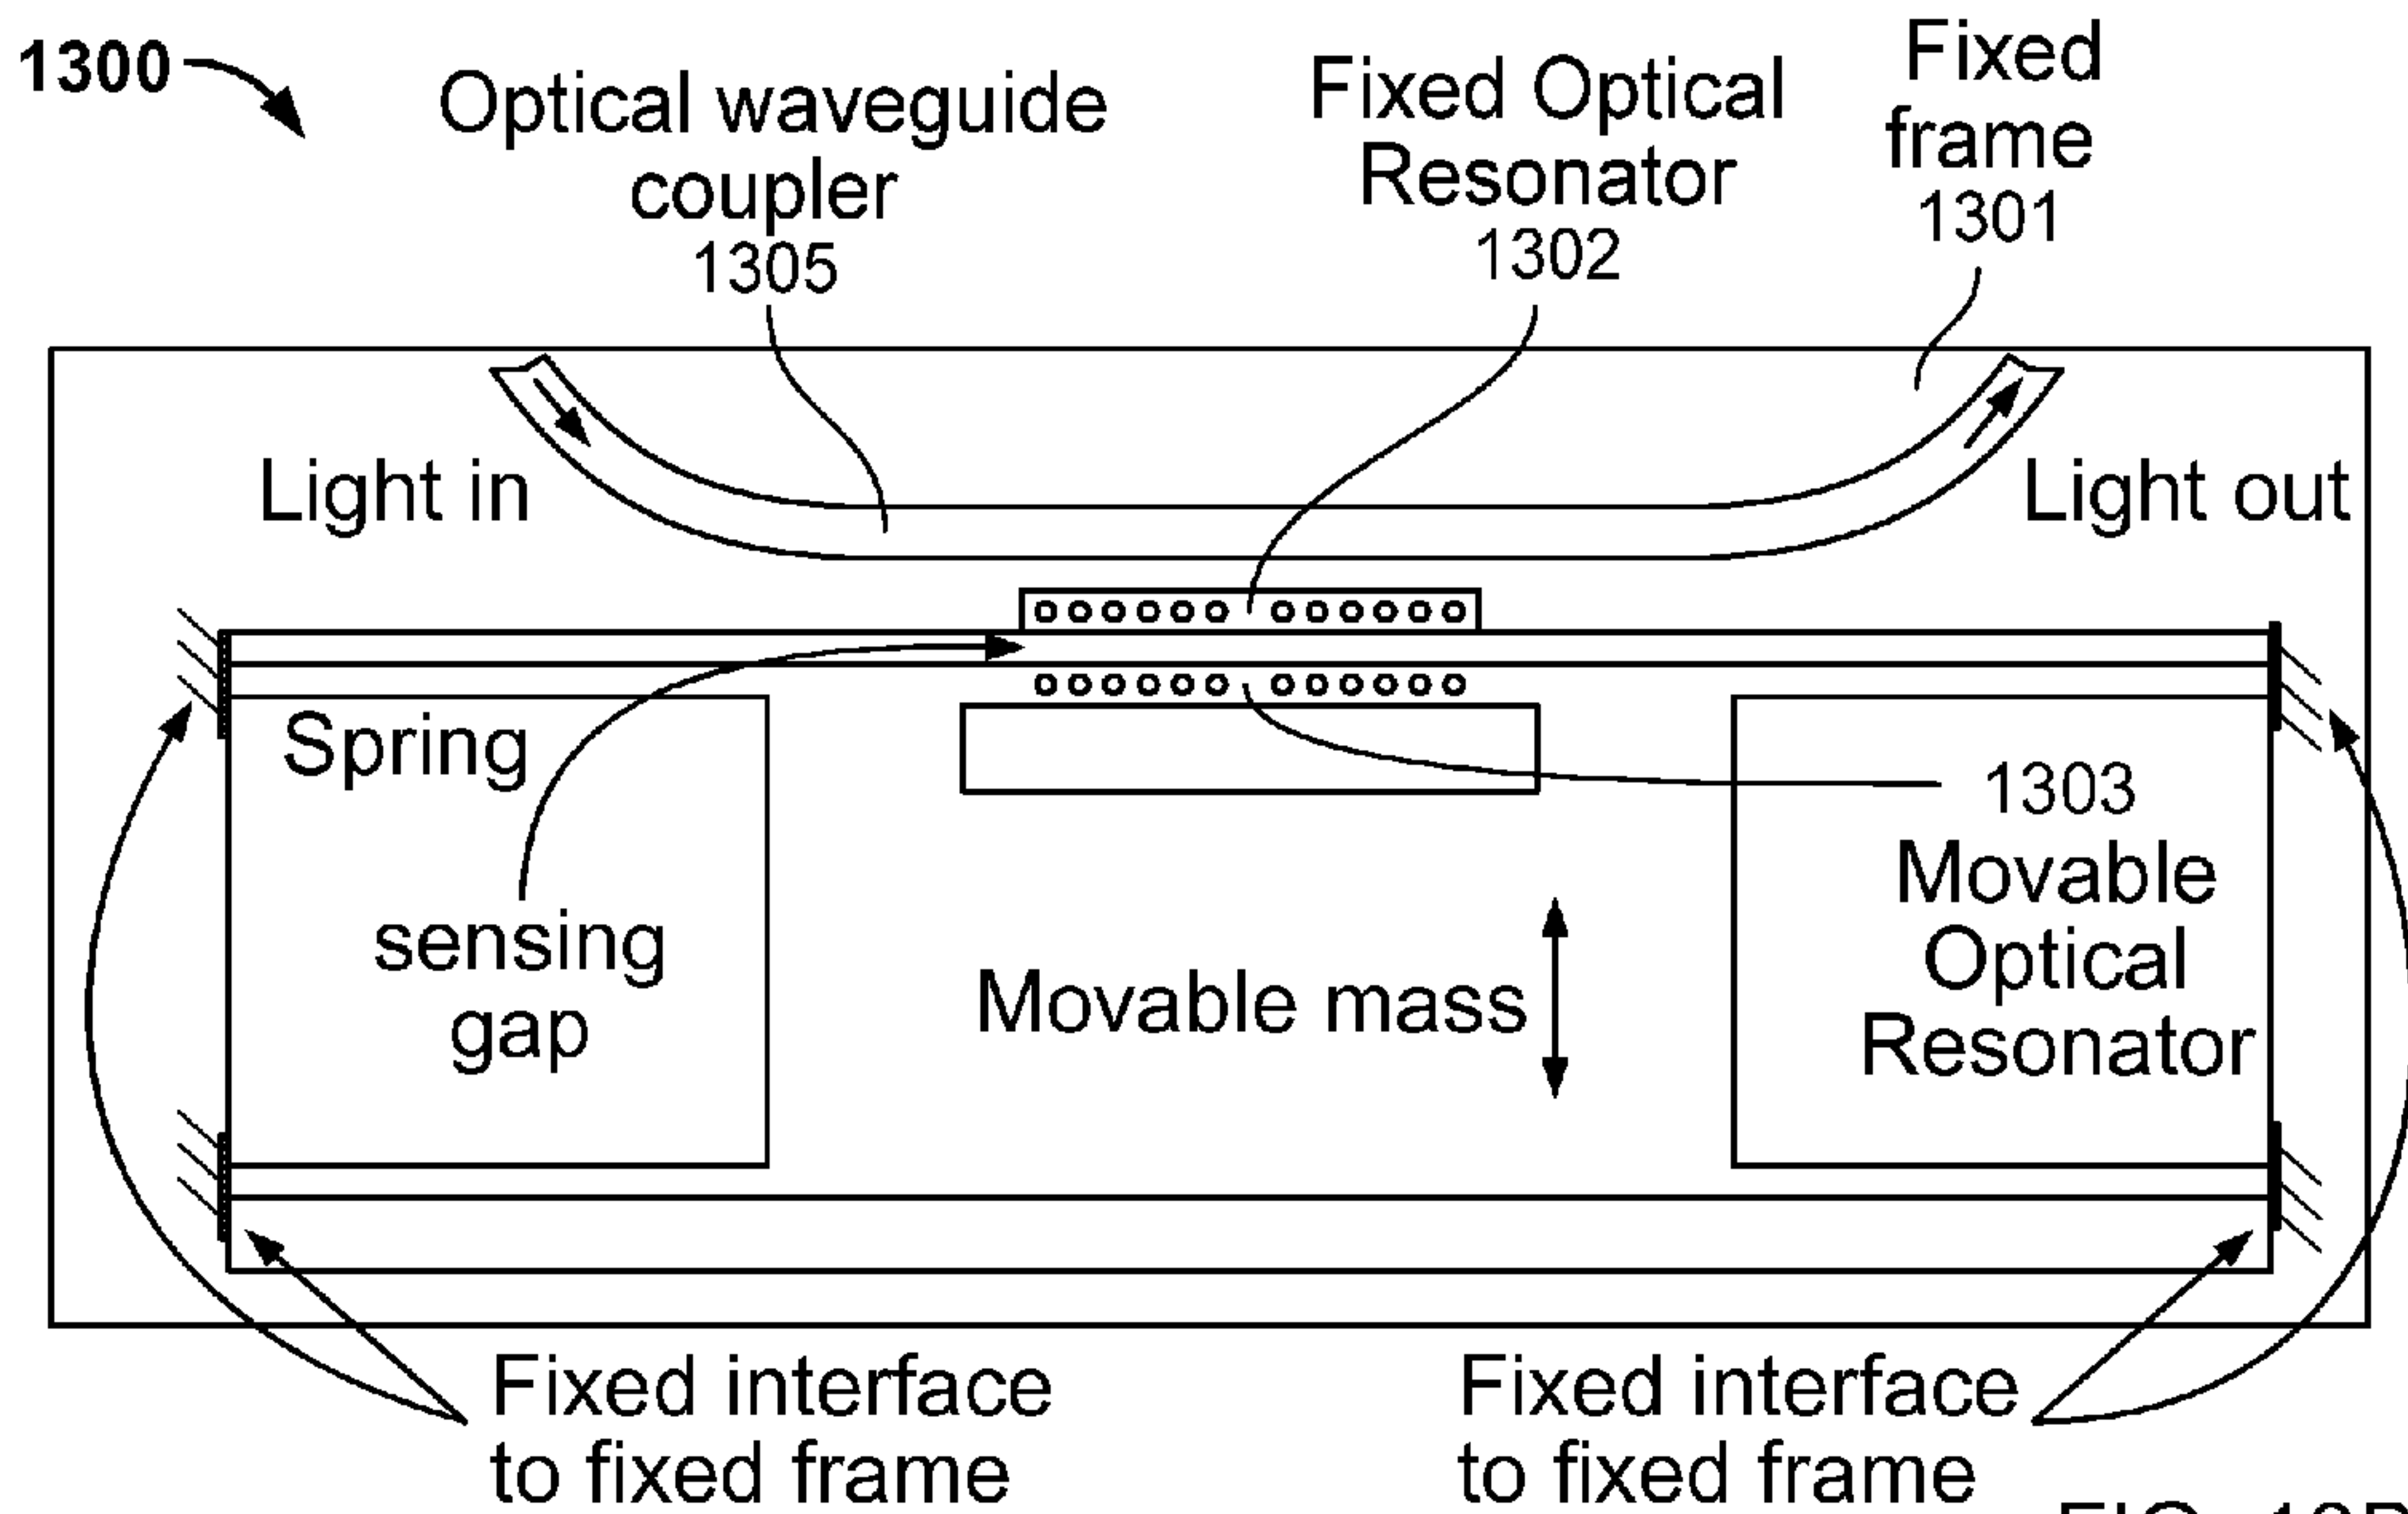 1300
Optical waveguide
coupler
1305
Fixed Optical
Resonator
1302
Fixed
frame
1301
Light in
Light out
Spring
sensing
gap
Movable mass
1303
Movable
Optical
Resonator
Fixed interface
to fixed frame
Fixed interface
to fixed frame